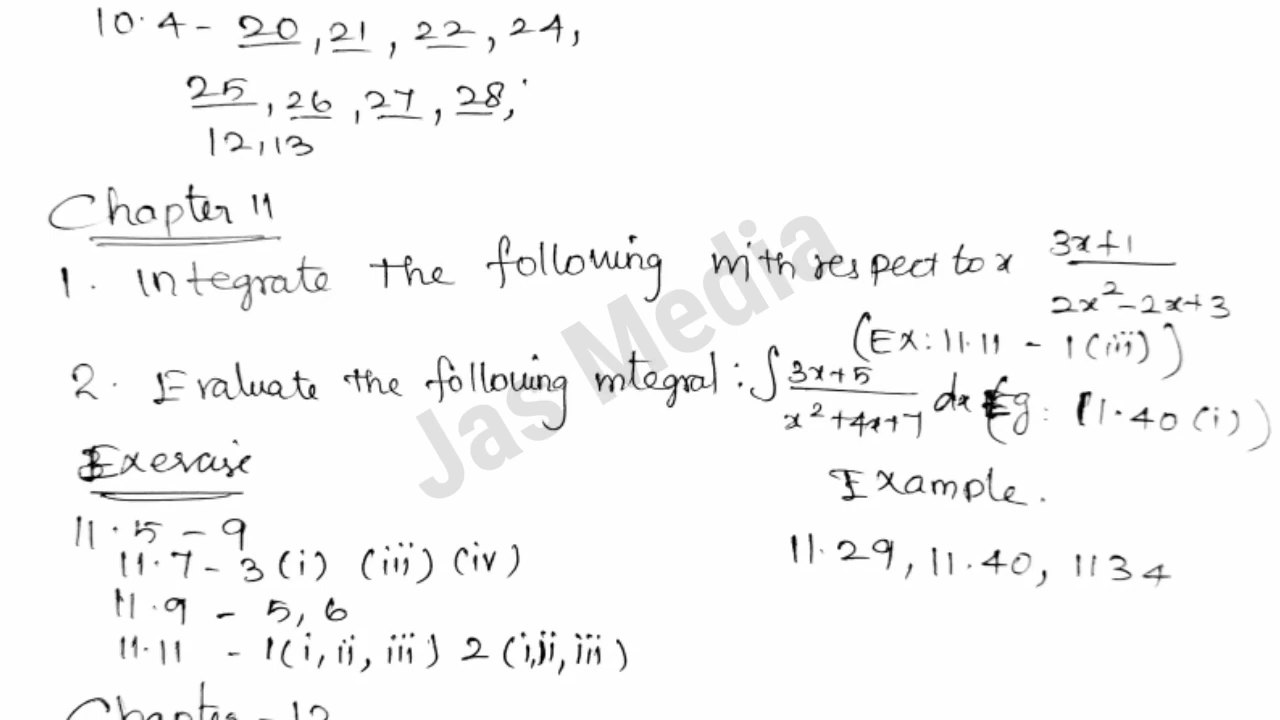 10.4 - 20, 21, 22, 24,
25, 26, 27, 28,
12, 13
Chapter 11
1. Integrate the following with respect to x (3x+1)/(2x²-2x+3)
(Ex: 11.11 - 1(iii))
2. Evaluate the following integral: ∫ (3x+5)/(x²+4x+7) dx (Eg: 11.40 (i))
Exercise
Example.
11.5 - 9
11.29, 11.40, 1134
11.7 - 3 (i) (iii) (iv)
11.9 - 5, 6
11.11 - 1(i, ii, iii) 2 (i, ii, iii)
Chapter - 12
Jas Media